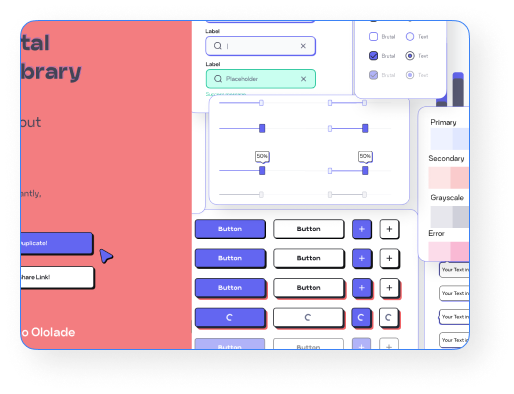 tal
brary
out
antly,
uplicate!
hare Link!
o Ololade
Label
Label
Placeholder
Brutal Text
Brutal Text
Brutal Text
50% 50%
Button Button
Button Button
Button Button
Button Button
Primary
Secondary
Grayscale
Error
Your Text in
Your Text in
Your Text in
Your Text in